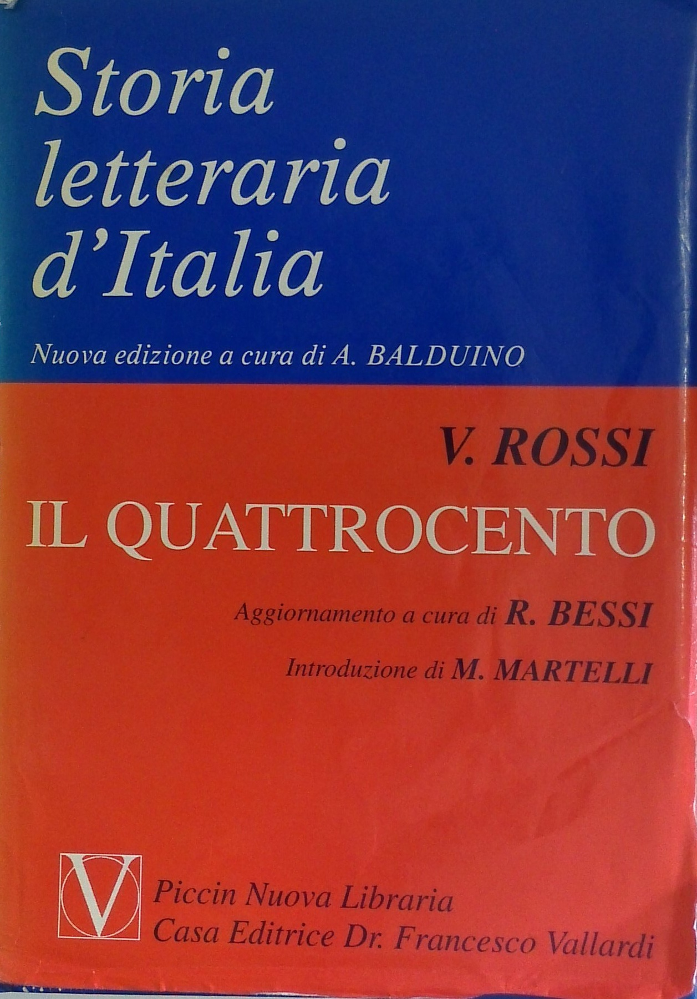 Storia
letteraria
d'Italia
Nuova edizione a cura di A. BALDUINO
V. ROSSI
IL QUATTROCENTO
Aggiornamento a cura di R. BESSI
Introduzione di M. MARTELLI
V
Piccin Nuova Libraria
Casa Editrice Dr. Francesco Vallardi